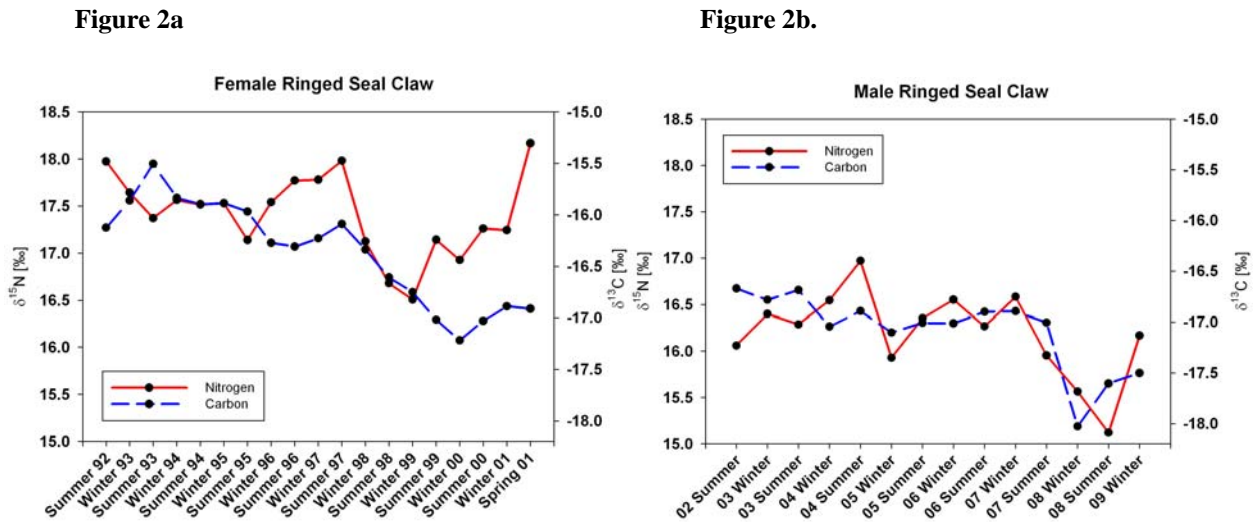 Figure 2a
Figure 2b.
Female Ringed Seal Claw
18.5
18.0
17.5
17.0
16.5
16.0
15.5
15.0
δ¹⁵N [‰]
-15.0
-15.5
-16.0
-16.5
-17.0
-17.5
-18.0
δ¹³C [‰]
Nitrogen
Carbon
Summer 92
Winter 93
Summer 93
Winter 94
Summer 94
Winter 95
Summer 95
Winter 96
Summer 96
Winter 97
Summer 97
Winter 98
Summer 98
Winter 99
Summer 99
Winter 00
Summer 00
Winter 01
Spring 01
Male Ringed Seal Claw
18.5
18.0
17.5
17.0
16.5
16.0
15.5
15.0
δ¹⁵N [‰]
-15.0
-15.5
-16.0
-16.5
-17.0
-17.5
-18.0
δ¹³C [‰]
Nitrogen
Carbon
02 Summer
03 Winter
03 Summer
04 Winter
04 Summer
05 Winter
05 Summer
06 Winter
06 Summer
07 Winter
07 Summer
08 Winter
08 Summer
09 Winter